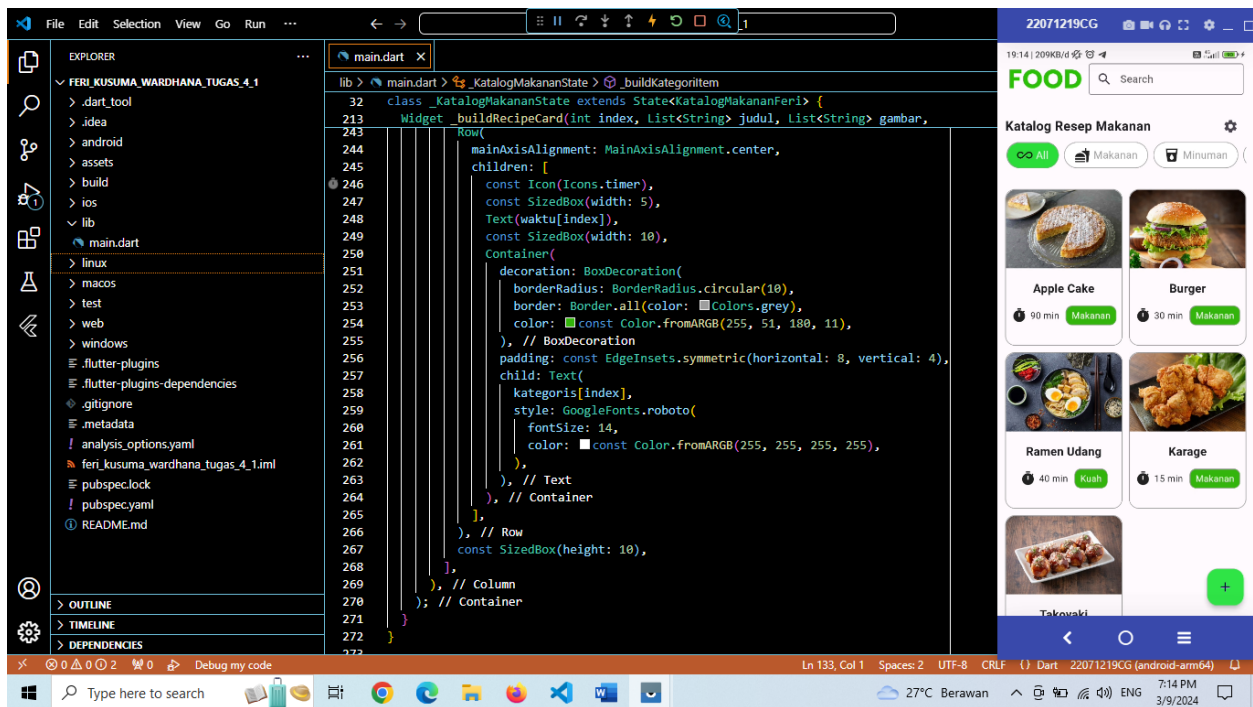 File Edit Selection View Go Run ···
_1
EXPLORER
FERI_KUSUMA_WARDHANA_TUGAS_4_1
.dart_tool
.idea
android
assets
build
ios
lib
main.dart
linux
macos
test
web
windows
.flutter-plugins
.flutter-plugins-dependencies
.gitignore
.metadata
analysis_options.yaml
feri_kusuma_wardhana_tugas_4_1.iml
pubspec.lock
pubspec.yaml
README.md
OUTLINE
TIMELINE
DEPENDENCIES
1
main.dart
lib > main.dart > _KatalogMakananState > _buildKategoriItem
32 class _KatalogMakananState extends State<KatalogMakananFeri> {
213 Widget _buildRecipeCard(int index, List<String> judul, List<String> gambar,
243 Row(
244 mainAxisAlignment: MainAxisAlignment.center,
245 children: [
246 const Icon(Icons.timer),
247 const SizedBox(width: 5),
248 Text(waktu[index]),
249 const SizedBox(width: 10),
250 Container(
251 decoration: BoxDecoration(
252 borderRadius: BorderRadius.circular(10),
253 border: Border.all(color: Colors.grey),
254 color: const Color.fromARGB(255, 51, 180, 11),
255 ), // BoxDecoration
256 padding: const EdgeInsets.symmetric(horizontal: 8, vertical: 4),
257 child: Text(
258 kategoris[index],
259 style: GoogleFonts.roboto(
260 fontSize: 14,
261 color: const Color.fromARGB(255, 255, 255, 255),
262 ),
263 ), // Text
264 ), // Container
265 ],
266 ), // Row
267 const SizedBox(height: 10),
268 ],
269 ), // Column
270 ); // Container
271 }
272 }
273
22071219CG
19:14 | 209KB/d
FOOD
Search
Katalog Resep Makanan
All Makanan Minuman
Apple Cake
90 min Makanan
Burger
30 min Makanan
Ramen Udang
40 min Kuah
Karage
15 min Makanan
Takoyaki
+
0 0 2 0 Debug my code
Ln 133, Col 1 Spaces: 2 UTF-8 CRLF {} Dart 22071219CG (android-arm64)
Type here to search
27°C Berawan
ENG
7:14 PM
3/9/2024